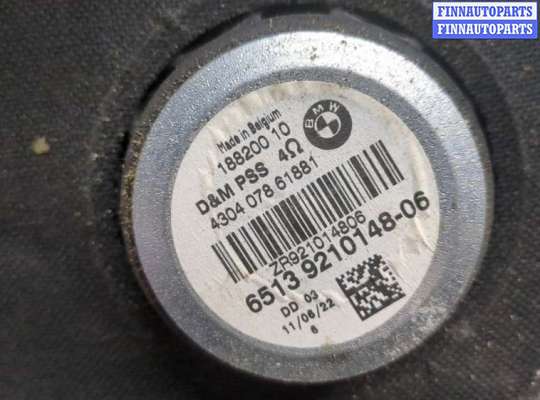 FINNAUTOPARTS
FINNAUTOPARTS
BMW
Made in Belgium
188200 10
D&M PSS 4Ω
4304 078 61881
ZR921014806
6513 9210148-06
DD 03
11/06/22
6